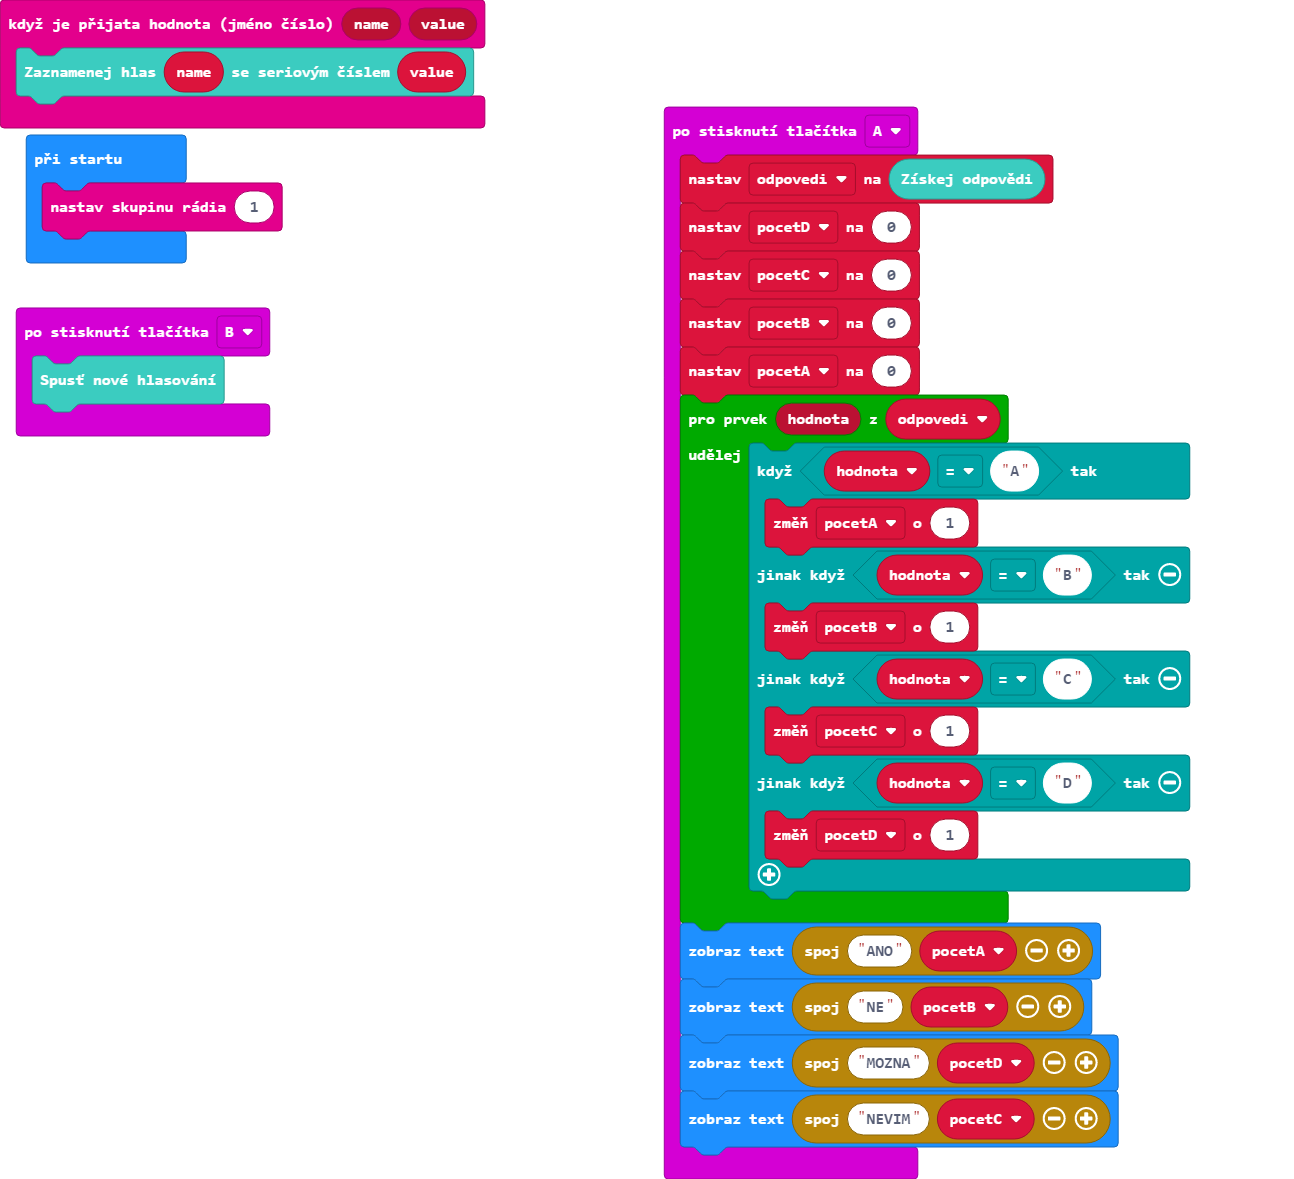 když je přijata hodnota (jméno číslo) name value
Zaznamenej hlas name se seriovým číslem value
při startu
nastav skupinu rádia 1
po stisknutí tlačítka B
Spusť nové hlasování
po stisknutí tlačítka A
nastav odpovedi na Získej odpovědi
nastav pocetD na 0
nastav pocetC na 0
nastav pocetB na 0
nastav pocetA na 0
pro prvek hodnota z odpovedi
udělej
když hodnota = "A" tak
změň pocetA o 1
jinak když hodnota = "B" tak
změň pocetB o 1
jinak když hodnota = "C" tak
změň pocetC o 1
jinak když hodnota = "D" tak
změň pocetD o 1
zobraz text spoj "ANO" pocetA
zobraz text spoj "NE" pocetB
zobraz text spoj "MOZNA" pocetD
zobraz text spoj "NEVIM" pocetC